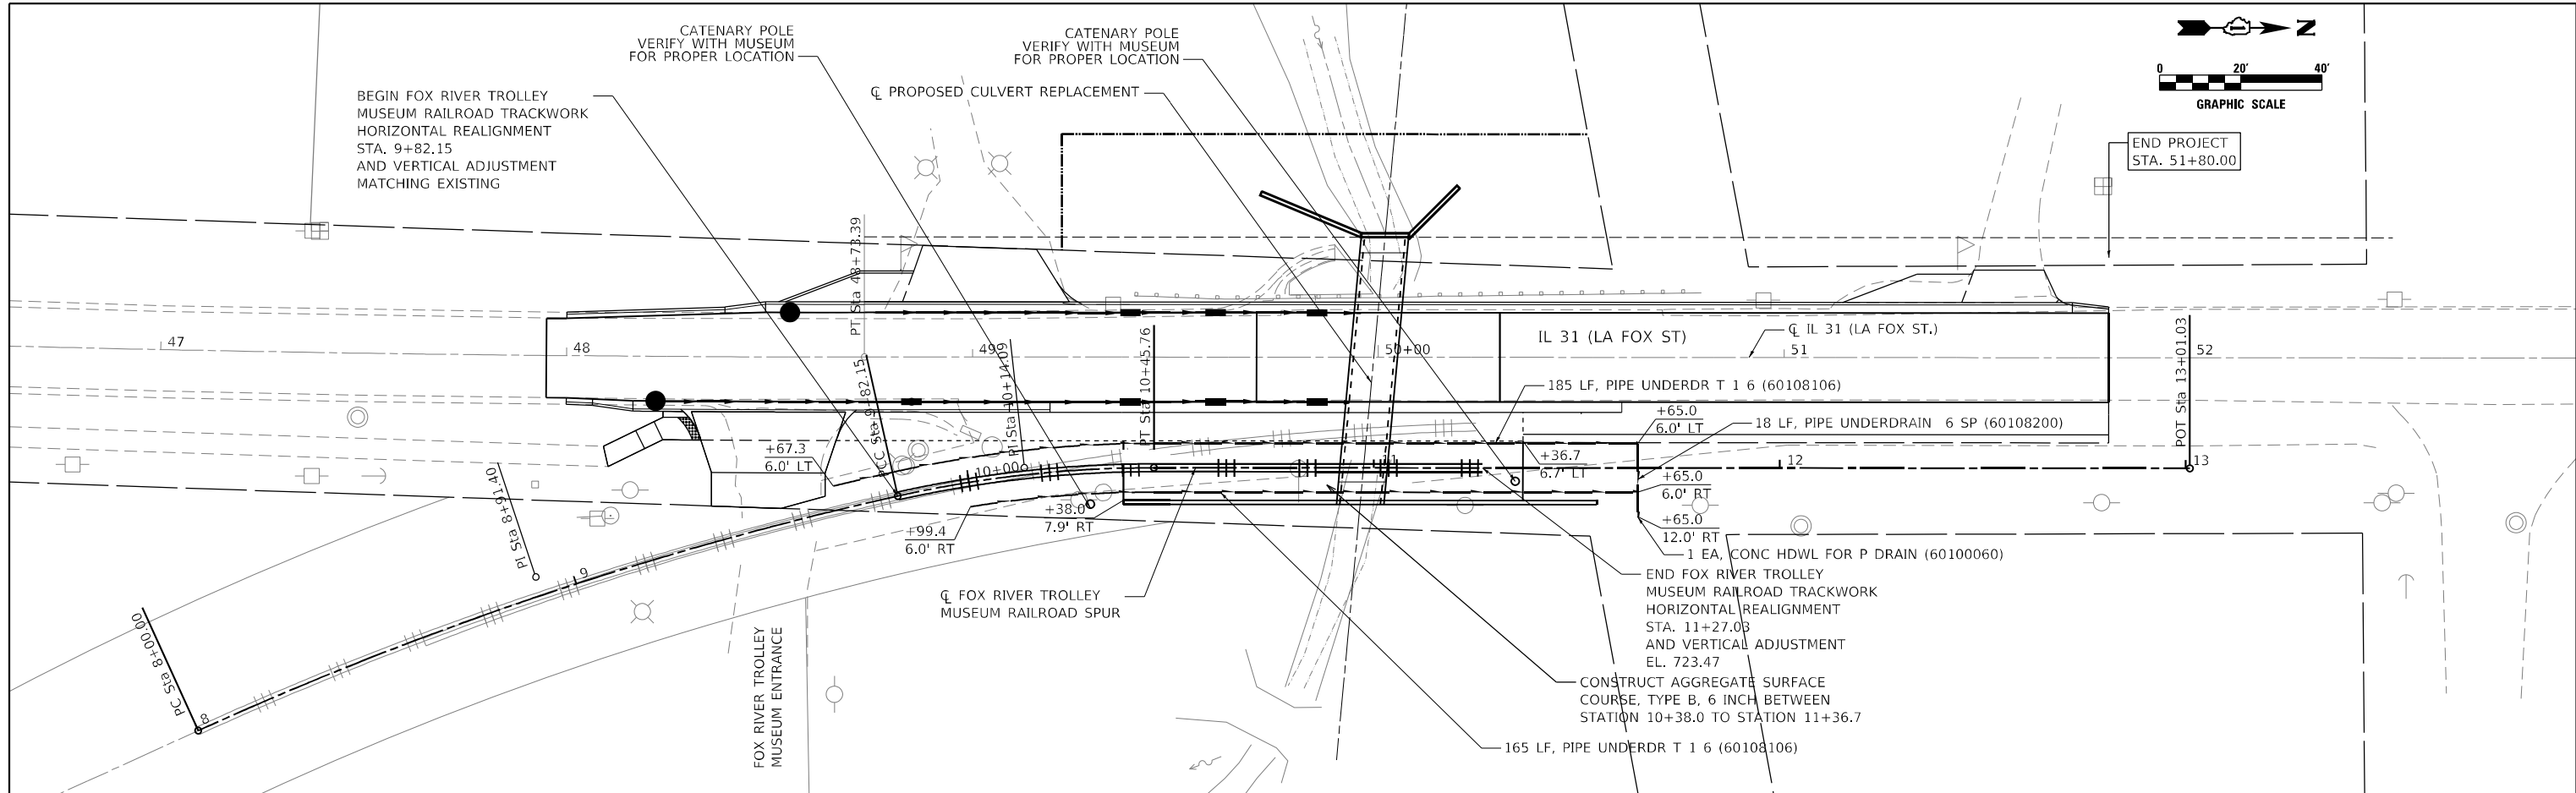 CATENARY POLE
VERIFY WITH MUSEUM
FOR PROPER LOCATION
CATENARY POLE
VERIFY WITH MUSEUM
FOR PROPER LOCATION
℄ PROPOSED CULVERT REPLACEMENT
BEGIN FOX RIVER TROLLEY
MUSEUM RAILROAD TRACKWORK
HORIZONTAL REALIGNMENT
STA. 9+82.15
AND VERTICAL ADJUSTMENT
MATCHING EXISTING
N
0 20' 40'
GRAPHIC SCALE
END PROJECT
STA. 51+80.00
PT Sta 48+73.39
47
48
49
50+00
51
52
IL 31 (LA FOX ST)
℄ IL 31 (LA FOX ST.)
PCC Sta 9+82.15
PI Sta 10+14.09
PT Sta 10+45.76
POT Sta 13+01.03
185 LF, PIPE UNDERDR T 1 6 (60108106)
+65.0
6.0' LT
18 LF, PIPE UNDERDRAIN 6 SP (60108200)
+67.3
6.0' LT
10+00
11
+36.7
6.7' LT
12
13
+65.0
6.0' RT
+65.0
12.0' RT
1 EA, CONC HDWL FOR P DRAIN (60100060)
+38.0
7.9' RT
+99.4
6.0' RT
PI Sta 8+91.40
9
PC Sta 8+00.00
8
℄ FOX RIVER TROLLEY
MUSEUM RAILROAD SPUR
FOX RIVER TROLLEY
MUSEUM ENTRANCE
END FOX RIVER TROLLEY
MUSEUM RAILROAD TRACKWORK
HORIZONTAL REALIGNMENT
STA. 11+27.03
AND VERTICAL ADJUSTMENT
EL. 723.47
CONSTRUCT AGGREGATE SURFACE
COURSE, TYPE B, 6 INCH BETWEEN
STATION 10+38.0 TO STATION 11+36.7
165 LF, PIPE UNDERDR T 1 6 (60108106)